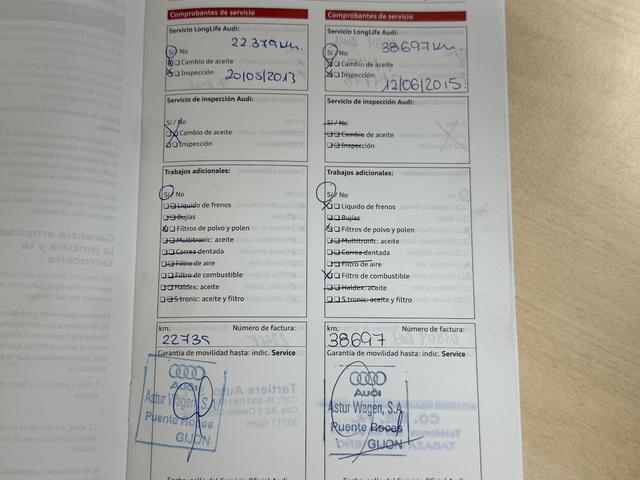 Comprobantes de servicio
Servicio LongLife Audi:
22.379 km.
Sí / No
Cambio de aceite
Inspección 20/05/2013
Servicio de inspección Audi:
Sí / No
Cambio de aceite
Inspección
Trabajos adicionales:
Sí / No
Líquido de frenos
Bujías
Filtros de polvo y polen
Multitronic: aceite
Correa dentada
Filtro de aire
Filtro de combustible
Haldex: aceite
S tronic: aceite y filtro
km: Número de factura:
22739
Garantía de movilidad hasta: indic. Service
Audi
Astur Wagen, S.A.
Puente Roces
GIJON
Comprobantes de servicio
Servicio LongLife Audi:
Sí / No 38697 km.
Cambio de aceite
Inspección 12/06/2015.
Servicio de inspección Audi:
Sí / No
Cambio de aceite
Inspección
Trabajos adicionales:
Sí / No
Líquido de frenos
Bujías
Filtros de polvo y polen
Multitronic: aceite
Correa dentada
Filtro de aire
Filtro de combustible
Haldex: aceite
S tronic: aceite y filtro
km: Número de factura:
38697
Garantía de movilidad hasta: indic. Service
Audi
Astur Wagen, S.A.
Puente Roces
GIJON